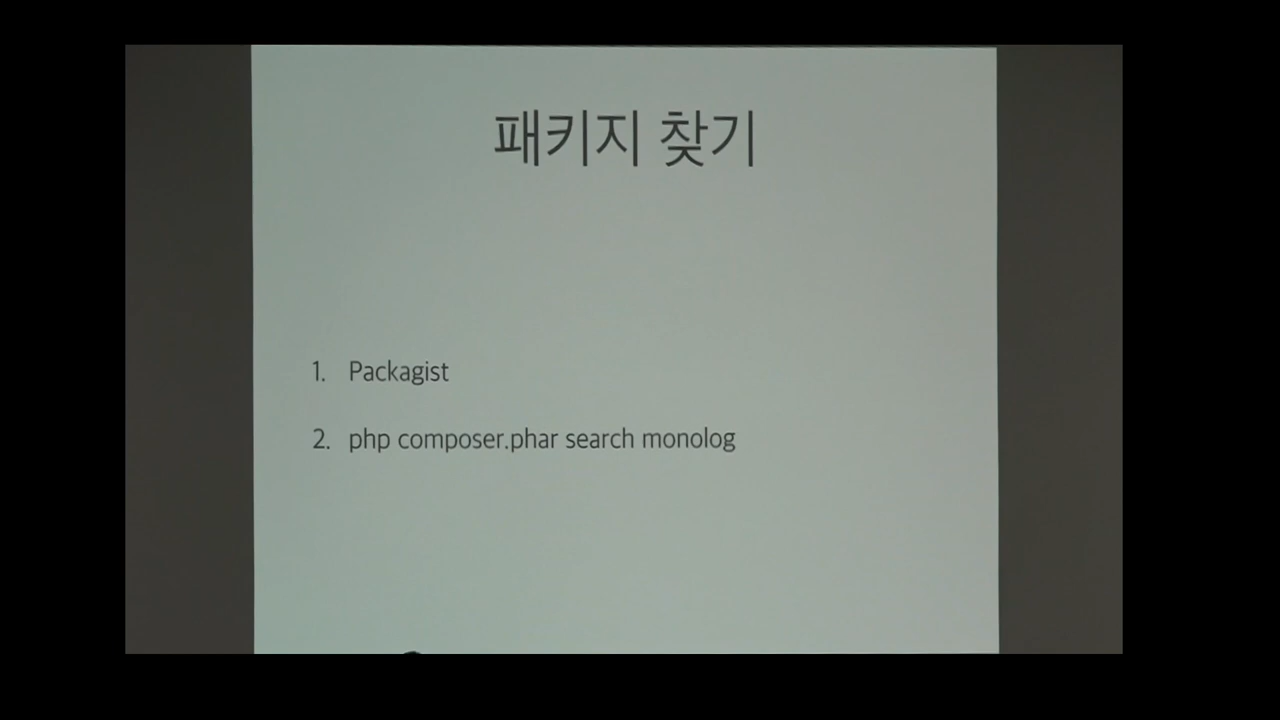 패키지 찾기
1. Packagist
2. php composer.phar search monolog